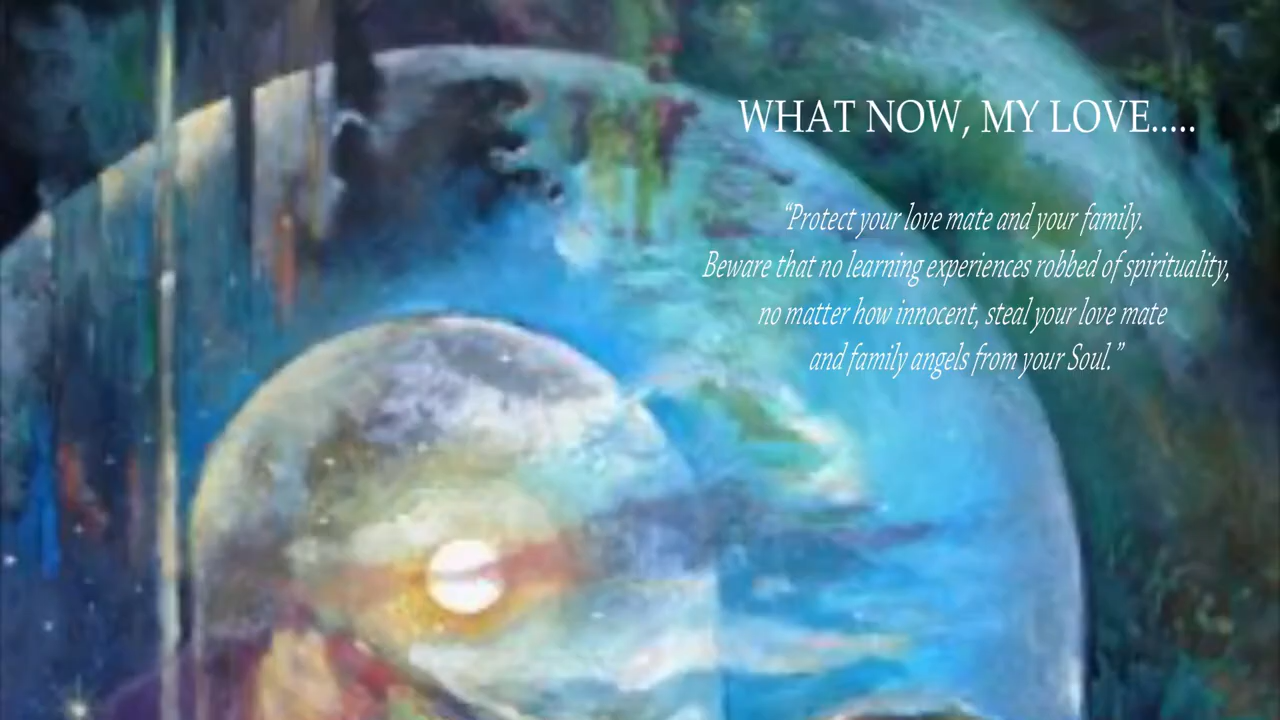 WHAT NOW, MY LOVE.....
“Protect your love mate and your family.
Beware that no learning experiences robbed of spirituality,
no matter how innocent, steal your love mate
and family angels from your Soul.”